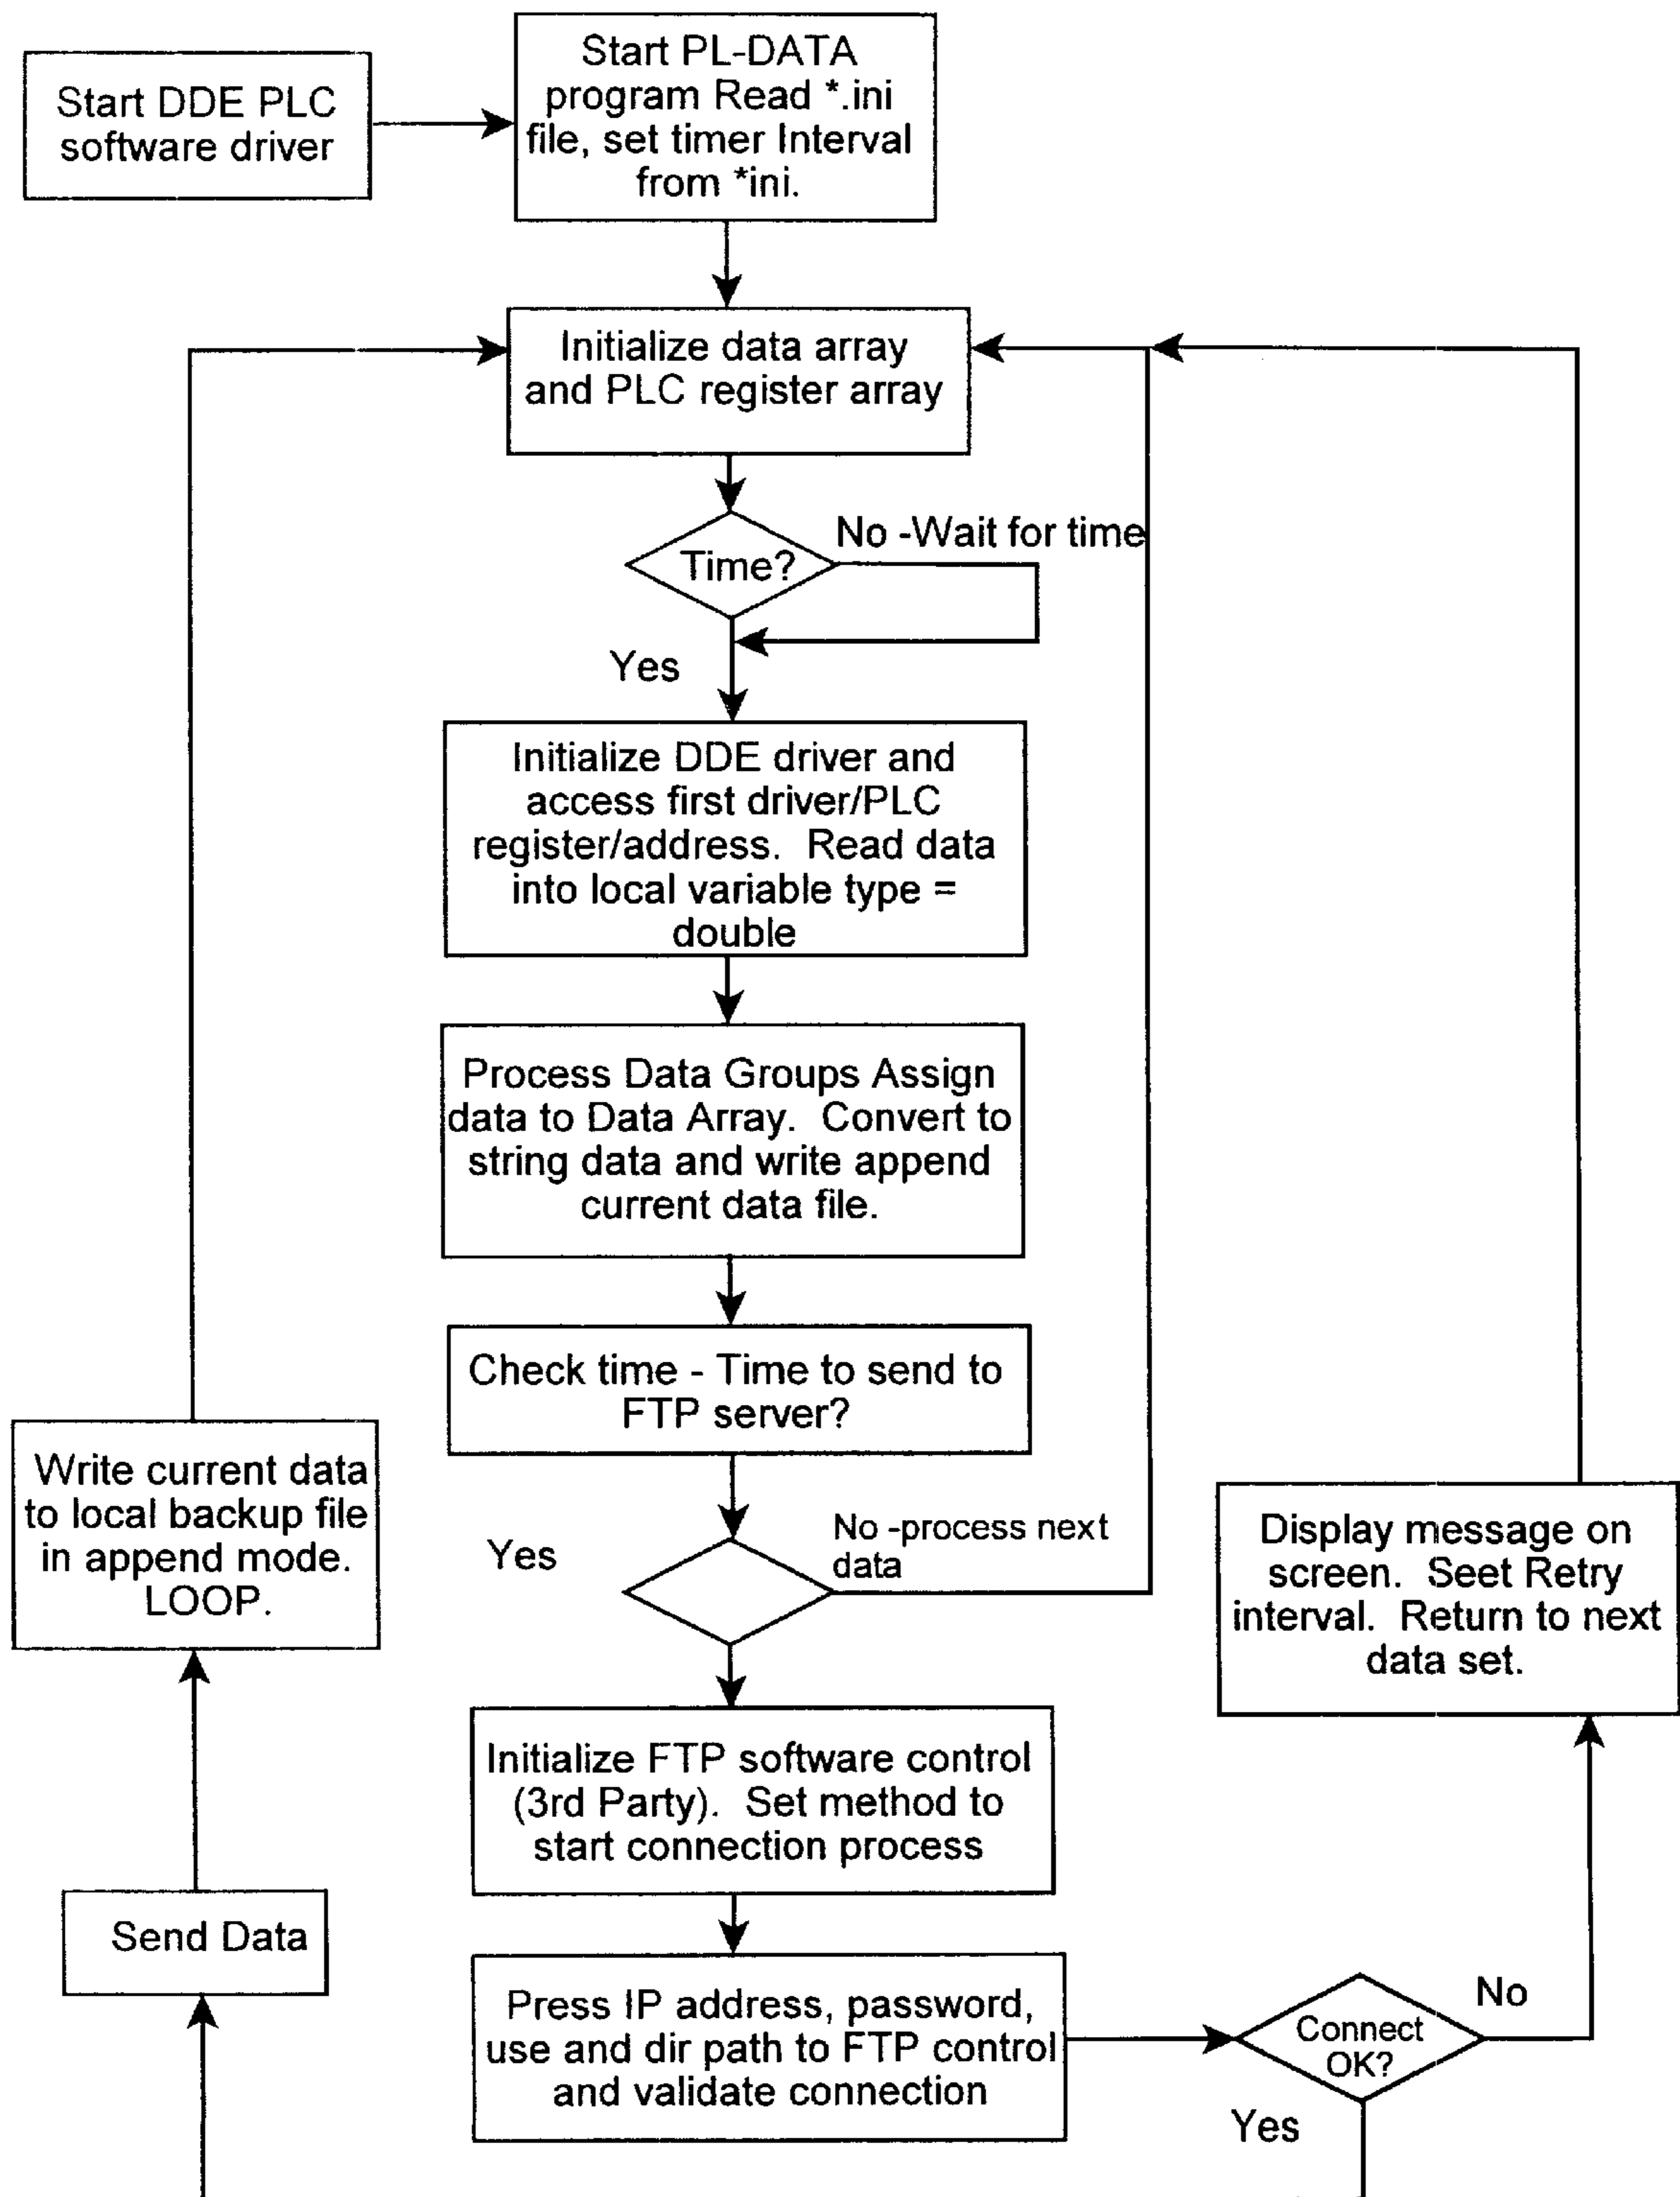 Start DDE PLC
software driver
Start PL-DATA
program Read *.ini
file, set timer Interval
from *ini.
Initialize data array
and PLC register array
Time?
No -Wait for time
Yes
Initialize DDE driver and
access first driver/PLC
register/address.  Read data
into local variable type =
double
Process Data Groups Assign
data to Data Array.  Convert to
string data and write append
current data file.
Check time - Time to send to
FTP server?
Yes
No -process next
data
Write current data
to local backup file
in append mode.
LOOP.
Display message on
screen.  Seet Retry
interval.  Return to next
data set.
Initialize FTP software control
(3rd Party).  Set method to
start connection process
Send Data
Press IP address, password,
use and dir path to FTP control
and validate connection
Connect
OK?
No
Yes